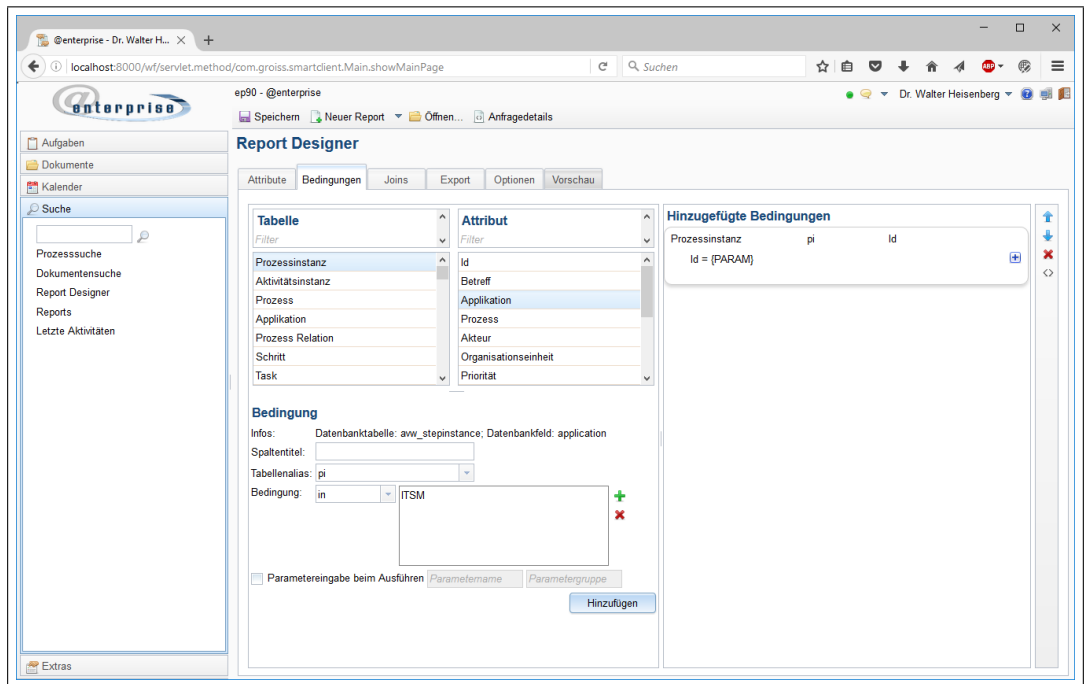 @enterprise - Dr. Walter H...
localhost:8000/wf/servlet.method/com.groiss.smartclient.Main.showMainPage
Suchen
ABP
@enterprise
ep90 - @enterprise
Dr. Walter Heisenberg
Speichern Neuer Report Öffnen... Anfragedetails
Aufgaben
Dokumente
Kalender
Suche
Prozesssuche
Dokumentensuche
Report Designer
Reports
Letzte Aktivitäten
Extras
Report Designer
Attribute Bedingungen Joins Export Optionen Vorschau
Tabelle
Filter
Prozessinstanz
Aktivitätsinstanz
Prozess
Applikation
Prozess Relation
Schritt
Task
Attribut
Filter
Id
Betreff
Applikation
Prozess
Akteur
Organisationseinheit
Priorität
Bedingung
Infos: Datenbanktabelle: avw_stepinstance; Datenbankfeld: application
Spaltentitel:
Tabellenalias: pi
Bedingung: in ITSM
Parametereingabe beim Ausführen Parametername Parametergruppe
Hinzufügen
Hinzugefügte Bedingungen
Prozessinstanz pi Id
Id = {PARAM}